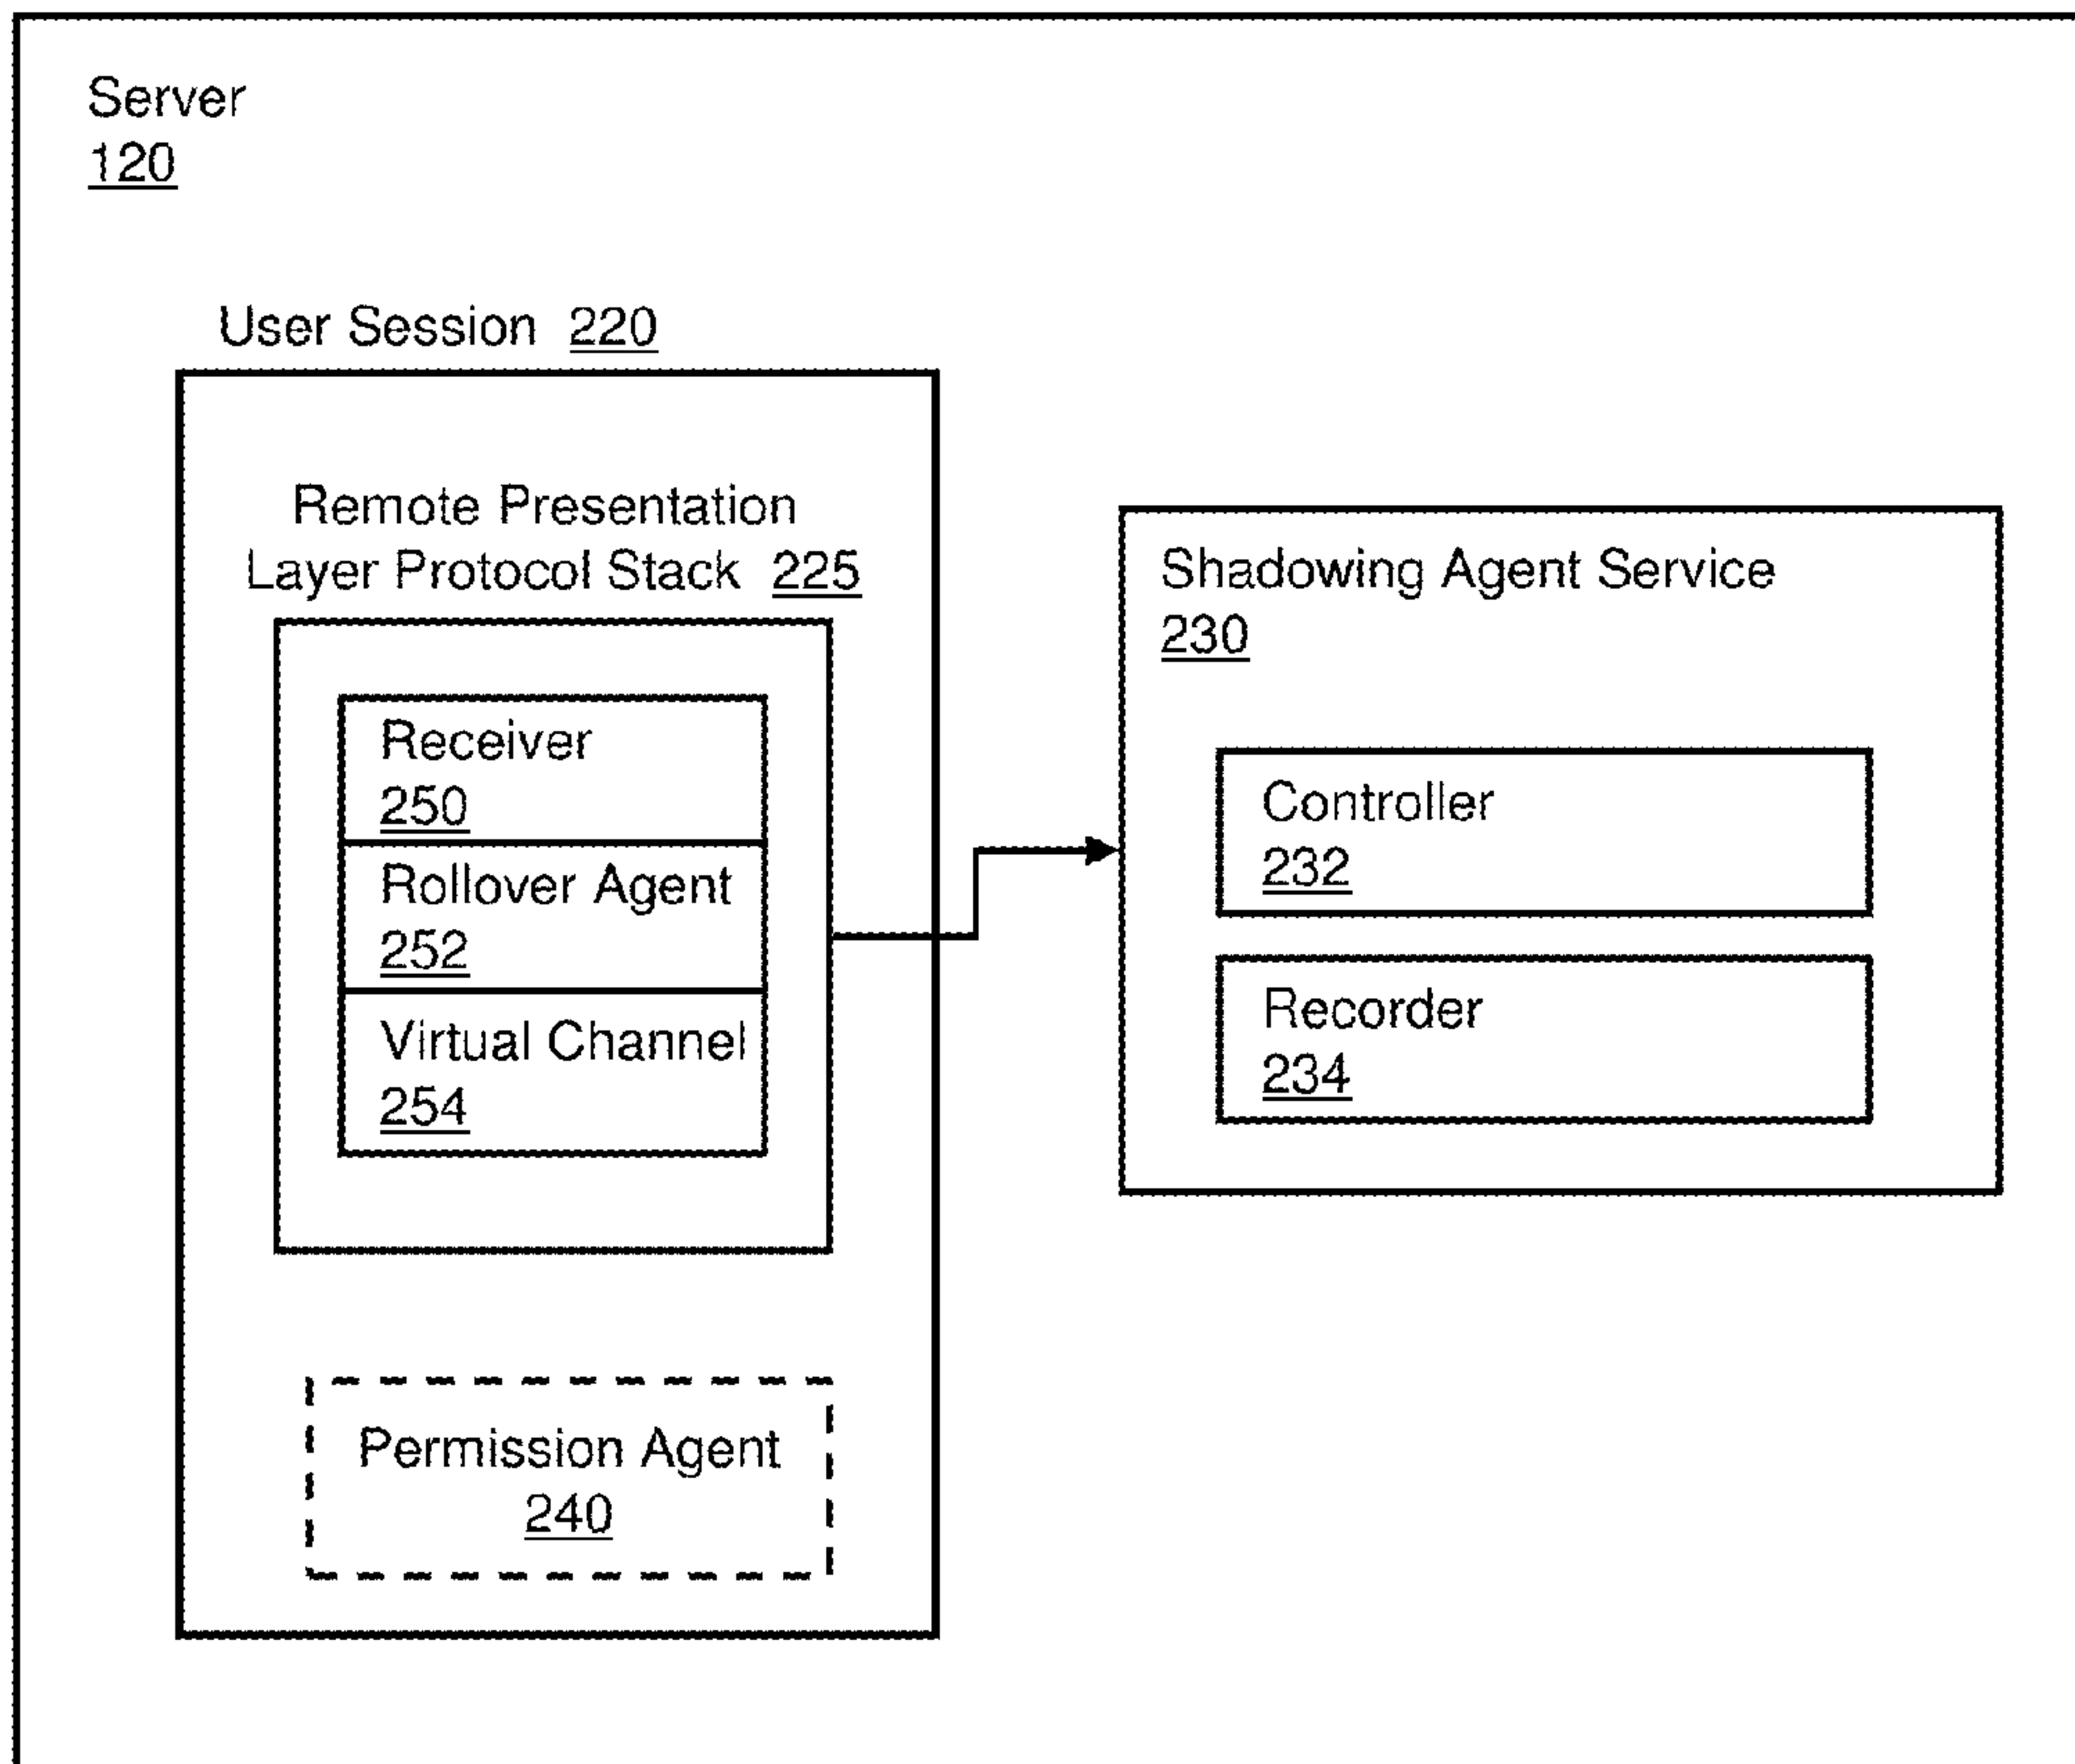 Server
120
User Session 220
Remote Presentation
Layer Protocol Stack 225
Receiver
250
Rollover Agent
252
Virtual Channel
254
Permission Agent
240
Shadowing Agent Service
230
Controller
232
Recorder
234